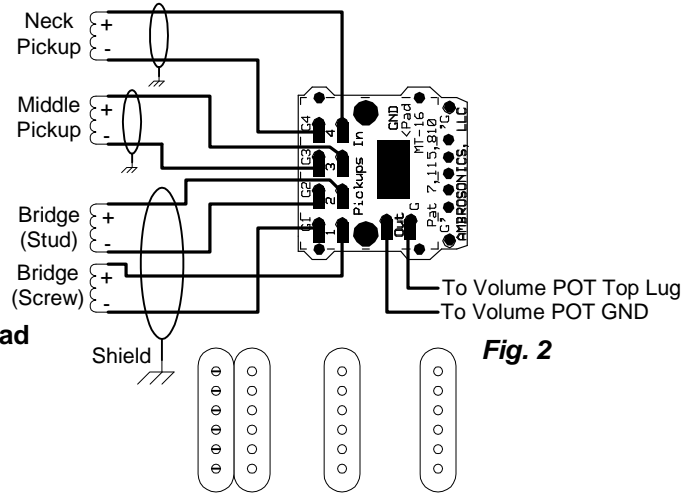 Neck
Pickup
+
-
Middle
Pickup
+
-
Bridge
(Stud)
+
-
Bridge
(Screw)
+
-
ad
Shield
G4
4
G3
3
G2
2
G1
1
Pickups In
GND
<Pad
MT-16
Pat 7,115,810
AMBROSONICS, LLC
G'
G'
Out
G
To Volume POT Top Lug
To Volume POT GND
Fig. 2